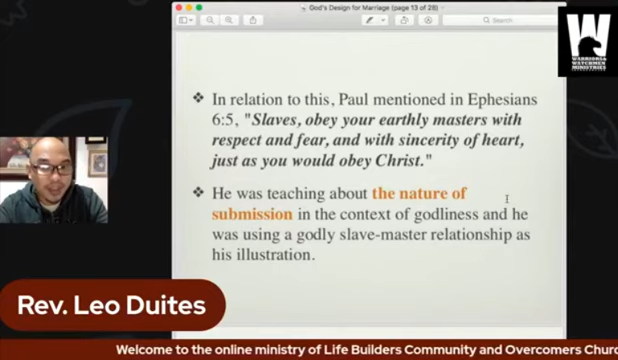 God's Design for Marriage (page 13 of 28)
Search
❖ In relation to this, Paul mentioned in Ephesians
6:5, "Slaves, obey your earthly masters with
respect and fear, and with sincerity of heart,
just as you would obey Christ."
❖ He was teaching about the nature of
submission in the context of godliness and he
was using a godly slave-master relationship as
his illustration.
W
WARRIORS &
WATCHMEN
MINISTRIES
Rev. Leo Duites
Welcome to the online ministry of Life Builders Community and Overcomers Churc